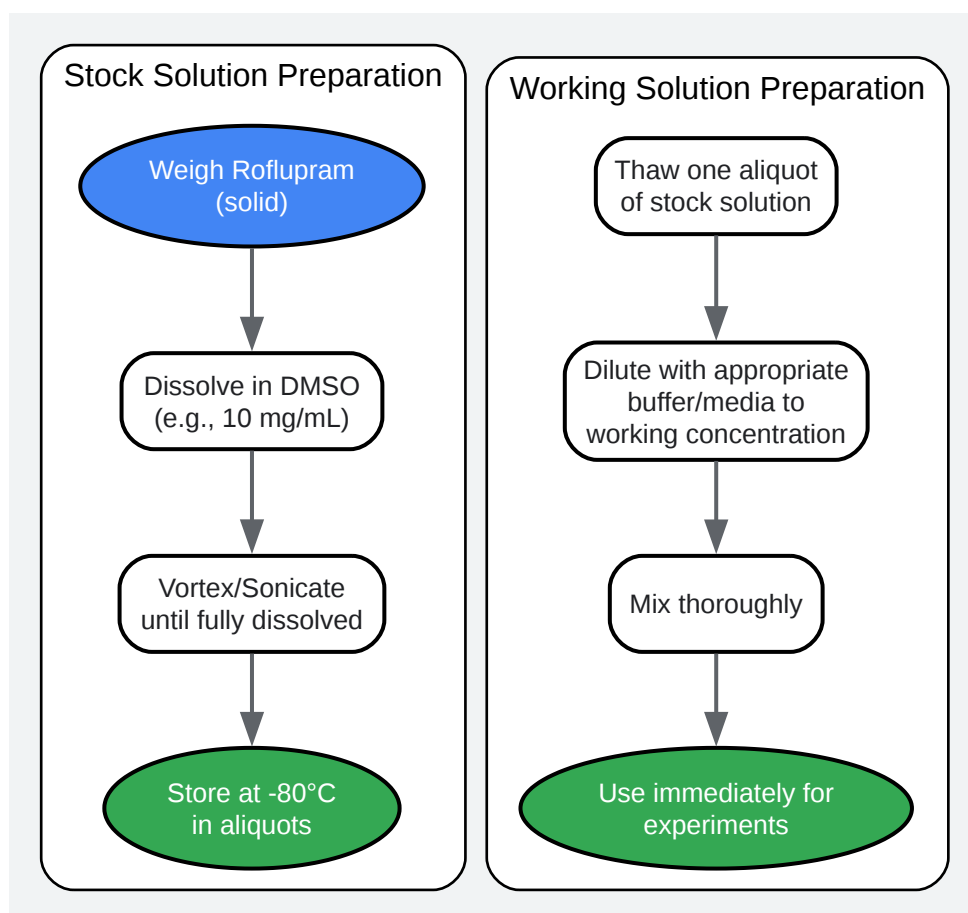 Stock Solution Preparation
Weigh Roflupram
(solid)
Dissolve in DMSO
(e.g., 10 mg/mL)
Vortex/Sonicate
until fully dissolved
Store at -80°C
in aliquots
Working Solution Preparation
Thaw one aliquot
of stock solution
Dilute with appropriate
buffer/media to
working concentration
Mix thoroughly
Use immediately for
experiments